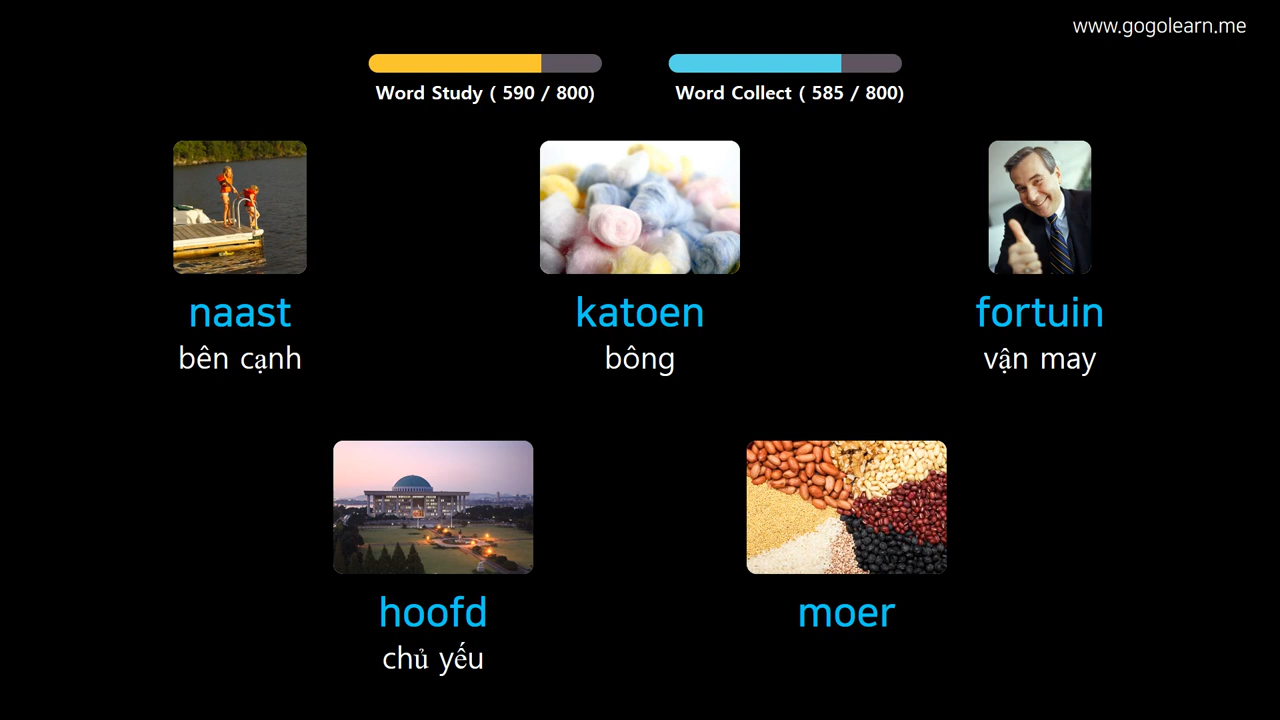 www.gogolearn.me
Word Study ( 590 / 800)
Word Collect ( 585 / 800)
naast
bên cạnh
katoen
bông
fortuin
vận may
hoofd
chủ yếu
moer